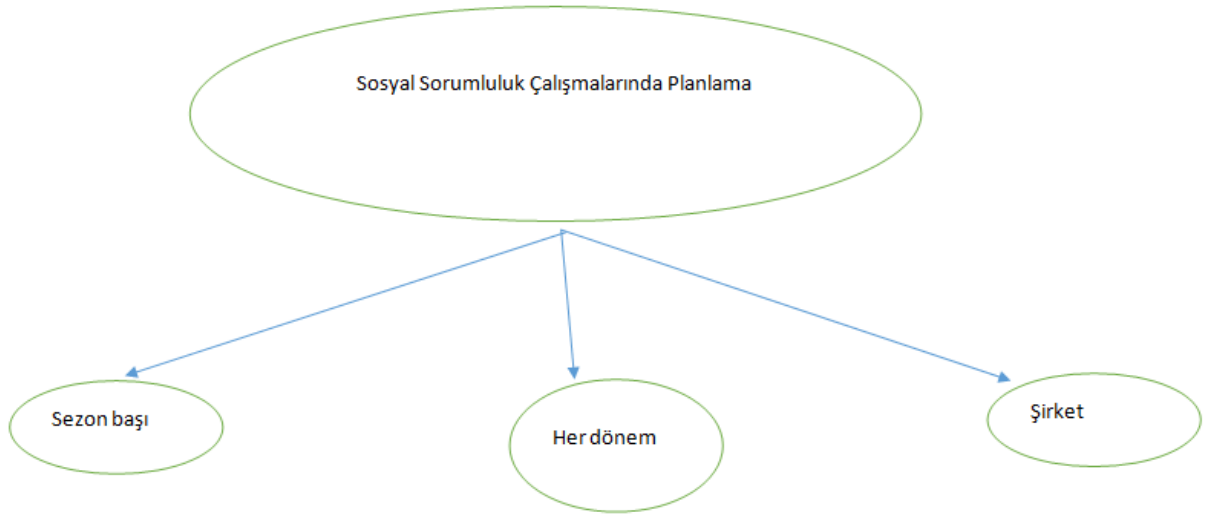 Sosyal Sorumluluk Çalışmalarında Planlama
Sezon başı
Her dönem
Şirket